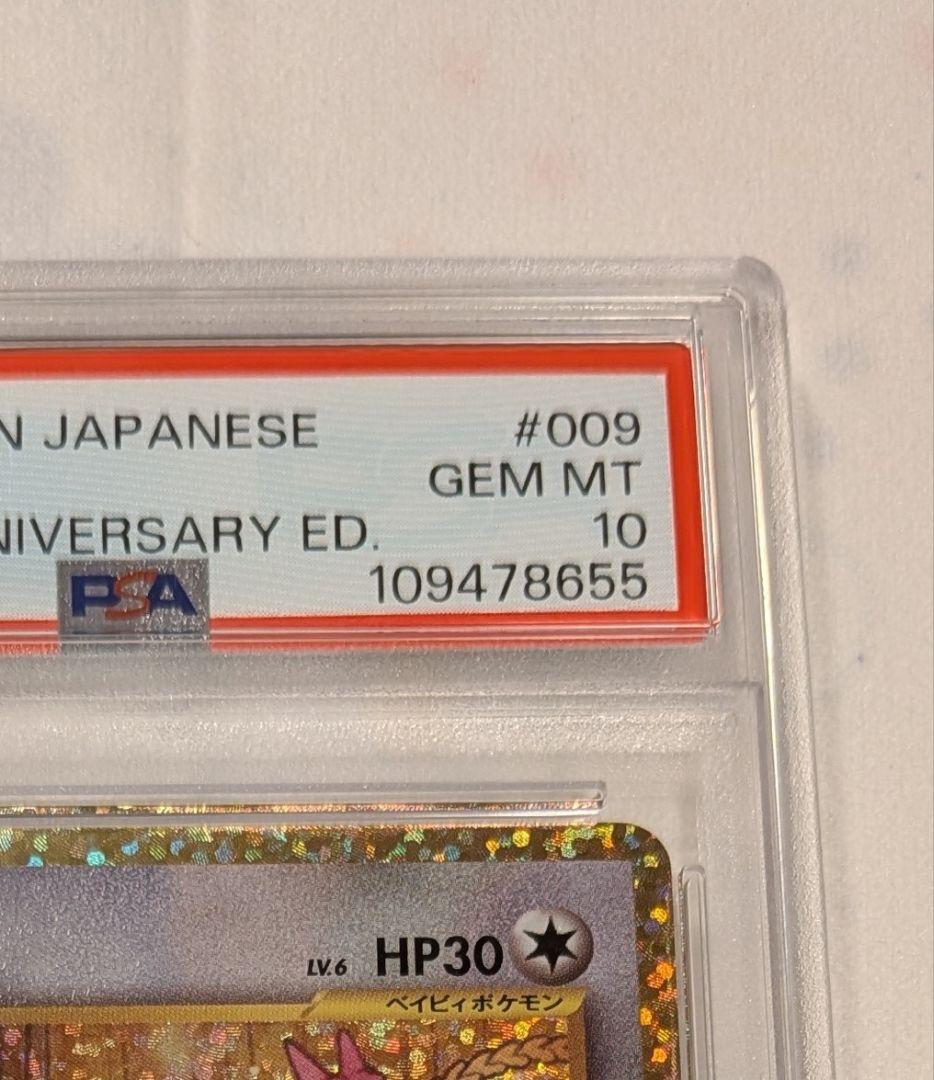 N JAPANESE #009
GEM MT
NIVERSARY ED. 10
PSA 109478655
LV.6 HP30
ベイビィポケモン